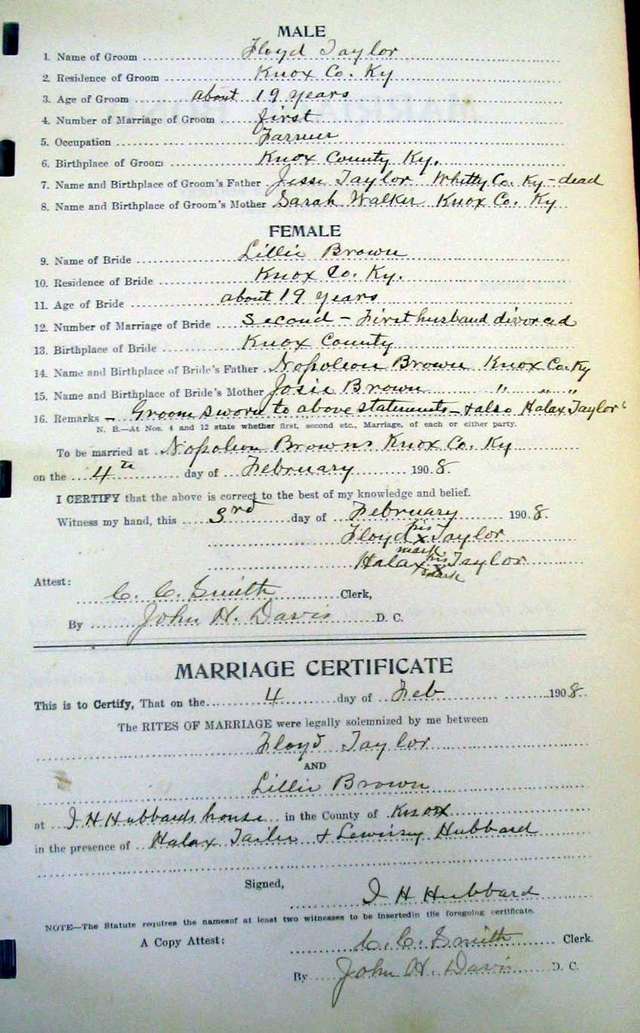 MALE
1. Name of Groom Floyd Taylor
2. Residence of Groom Knox Co. Ky
3. Age of Groom about 19 years
4. Number of Marriage of Groom first
5. Occupation Farmer
6. Birthplace of Groom Knox County Ky.
7. Name and Birthplace of Groom's Father Jessi Taylor Whitly Co. Ky-dead
8. Name and Birthplace of Groom's Mother Sarah Walker Knox Co. Ky
FEMALE
9. Name of Bride Lillie Brown
10. Residence of Bride Knox Co. Ky.
11. Age of Bride about 19 years
12. Number of Marriage of Bride Second - First husband divorced
13. Birthplace of Bride Knox County
14. Name and Birthplace of Bride's Father Nopoleon Brown Knox Co. Ky
15. Name and Birthplace of Bride's Mother Josie Brown " " "
16. Remarks - Groom sworn to above statements - & also Halax Taylor
N. B.—At Nos. 4 and 12 state whether first, second etc., Marriage, of each or either party.
To be married at Nopoleon Browns Knox Co. Ky
on the 4th day of February 1908
I CERTIFY that the above is correct to the best of my knowledge and belief.
Witness my hand, this 3rd day of February 1908.
Floyd his x mark Taylor
Halax his x mark Taylor
Attest:
C. C. Smith Clerk,
By John H. Davis D. C.
MARRIAGE CERTIFICATE
This is to Certify, That on the 4 day of Feb 1908
The RITES OF MARRIAGE were legally solemnized by me between
Floyd Taylor
AND
Lillie Brown
at I H Hubbards house in the County of Knox
in the presence of Halax Tailer & Hubbard
Signed,
I H Hubbard
NOTE—The Statute requires the names of at least two witnesses to be inserted in the foregoing certificate.
A Copy Attest: C. C. Smith Clerk.
By John H. Davis D. C.